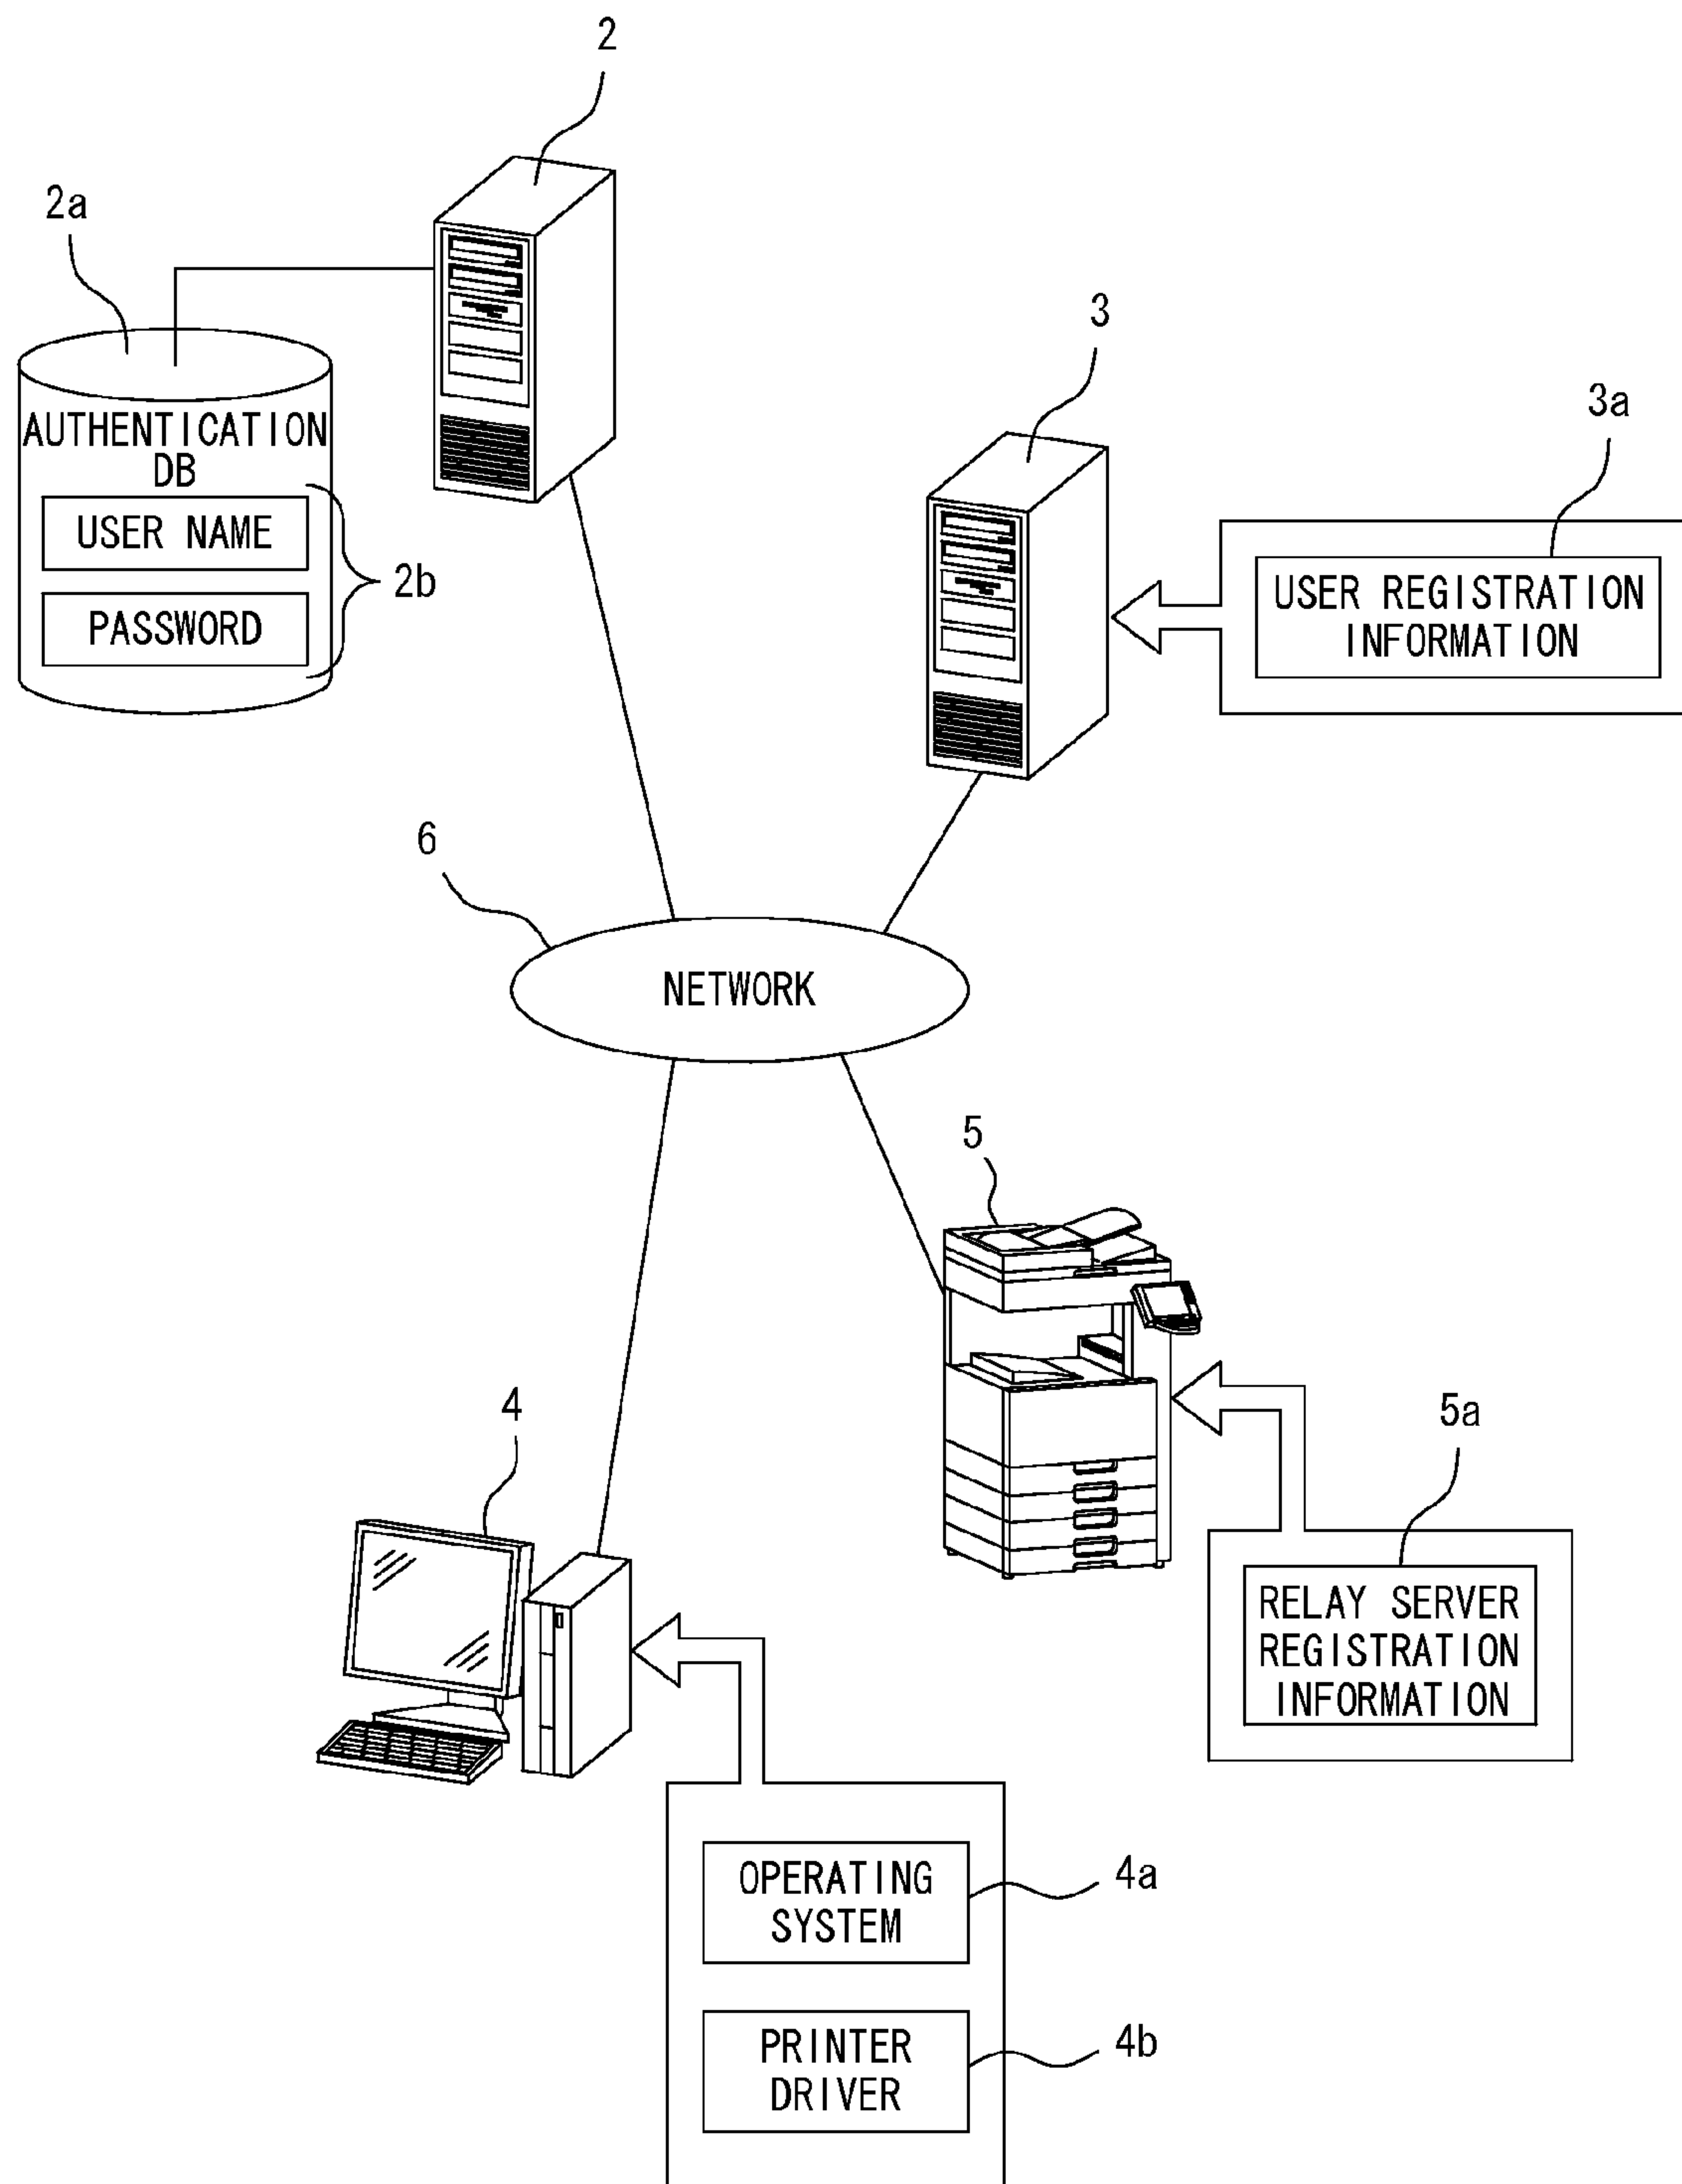 2
2a
AUTHENTICATION
DB
USER NAME
PASSWORD
2b
3
3a
USER REGISTRATION
INFORMATION
6
NETWORK
5
5a
RELAY SERVER
REGISTRATION
INFORMATION
4
OPERATING
SYSTEM
4a
PRINTER
DRIVER
4b